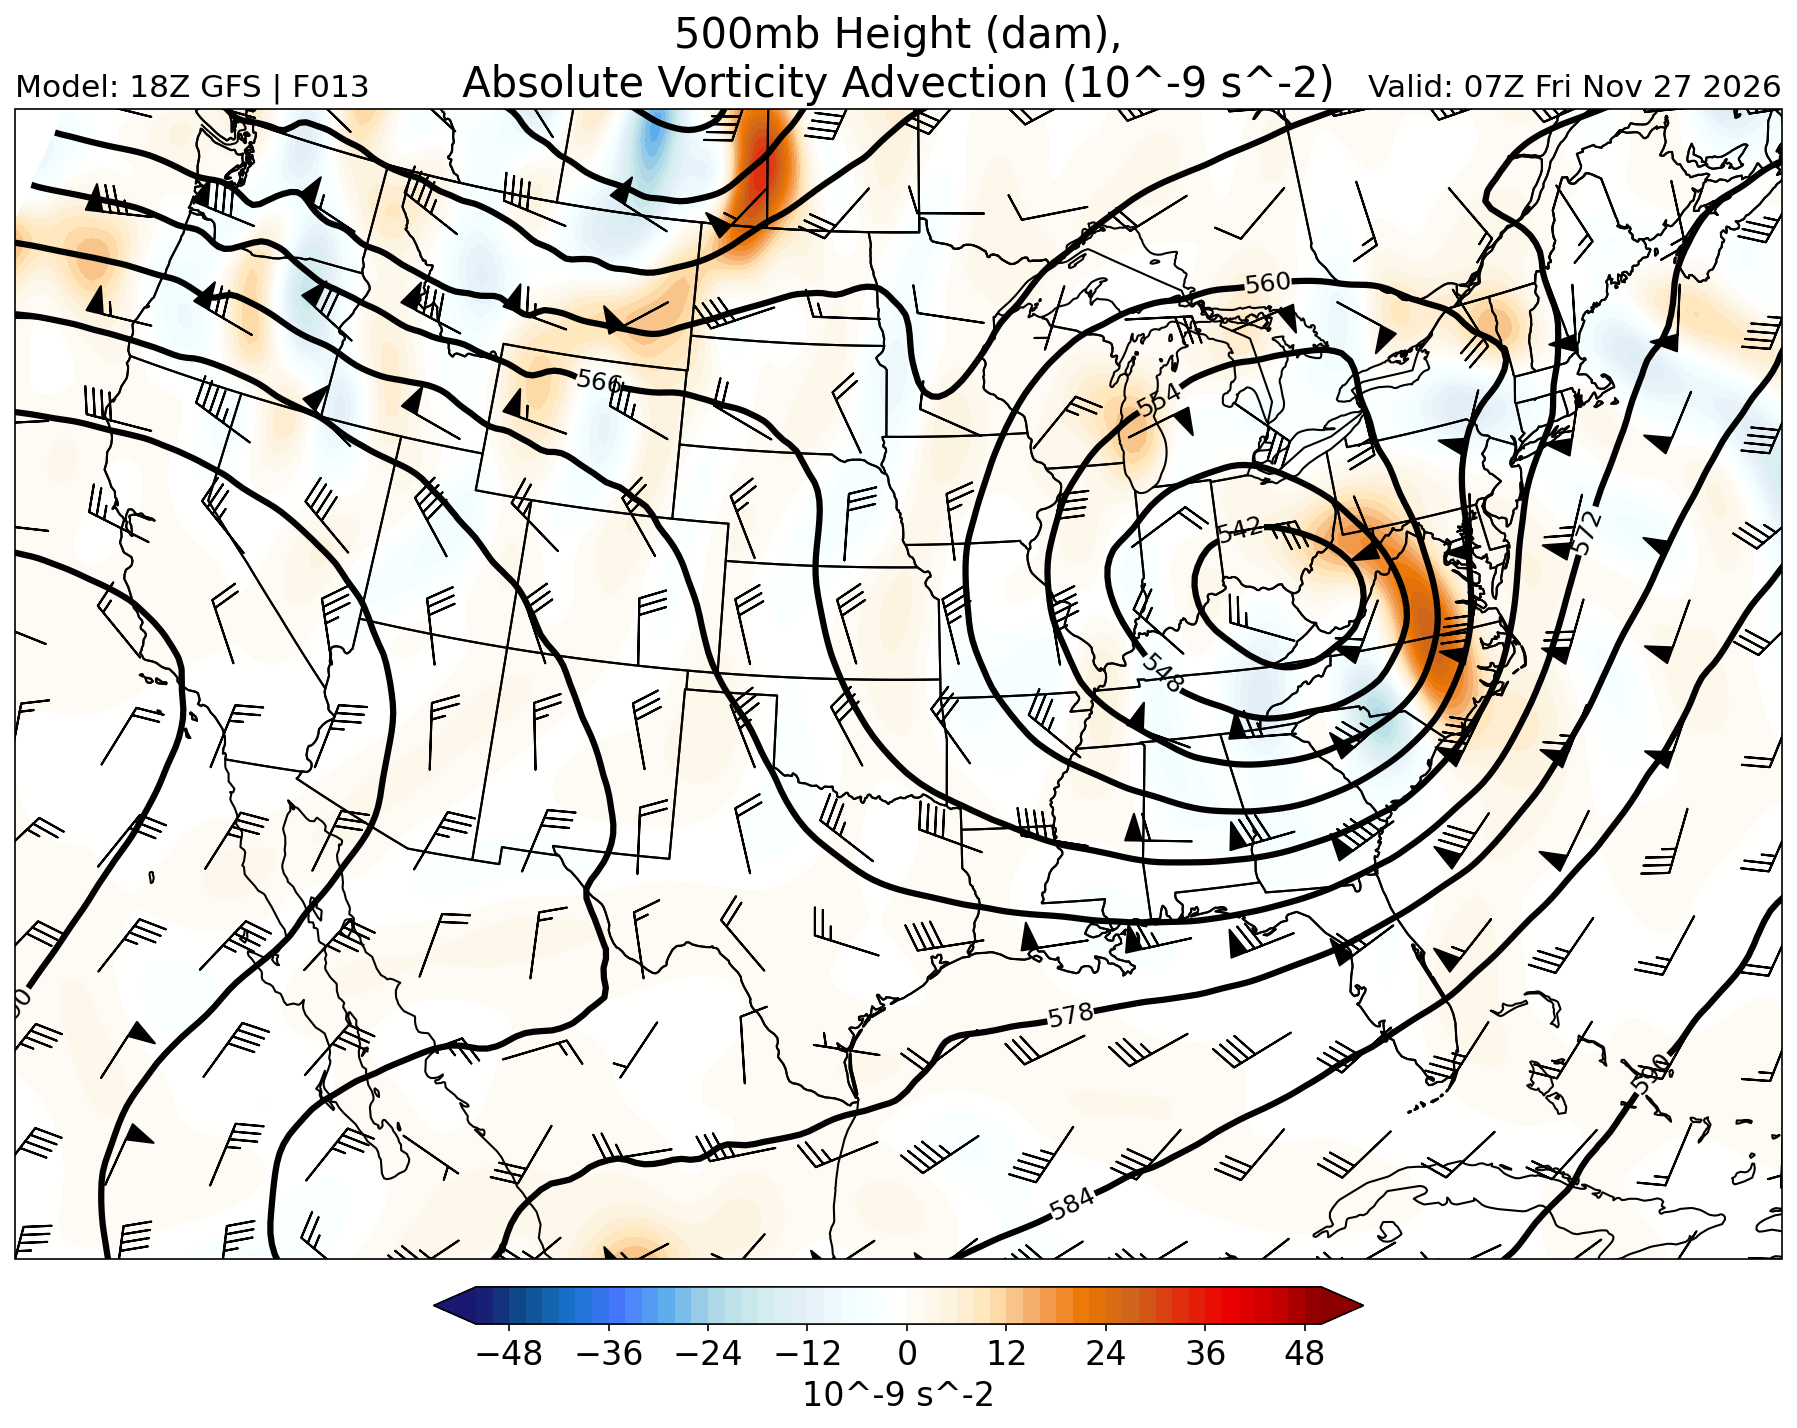 500mb Height (dam),
Absolute Vorticity Advection (10^-9 s^-2)
Model: 18Z GFS | F013
Valid: 07Z Fri Nov 27 2026
560
566
554
542
572
548
578
590
584
−48 −36 −24 −12 0 12 24 36 48
10^-9 s^-2